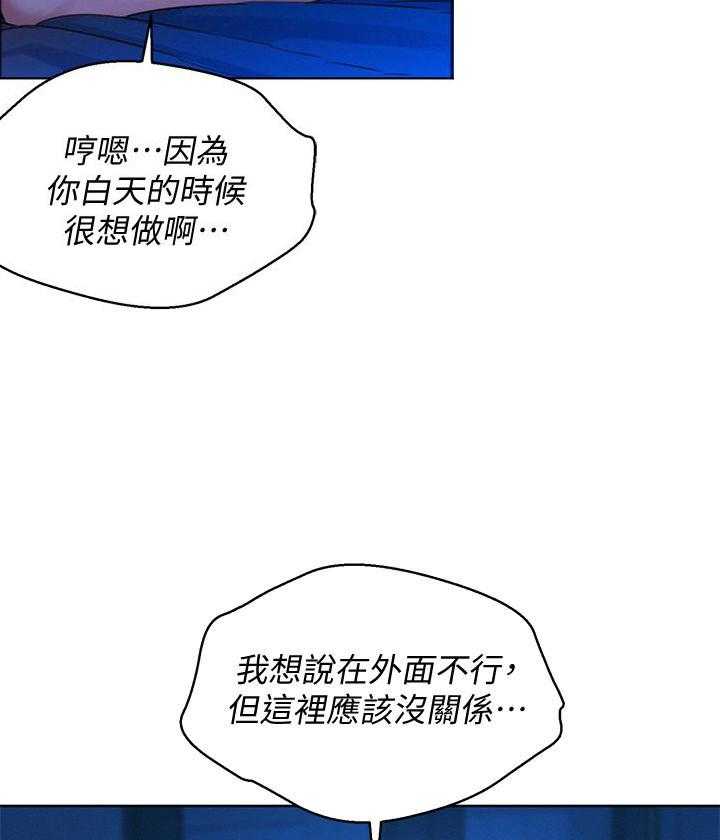 哼嗯…因為
你白天的時候
很想做啊…
我想說在外面不行，
但這裡應該沒關係…